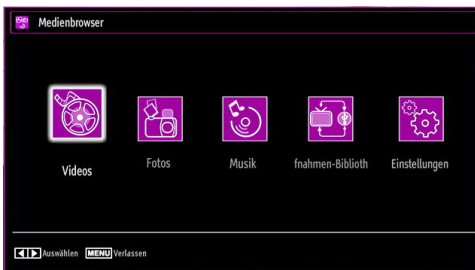 Medienbrowser
Videos Fotos Musik fnahmen-Biblioth Einstellungen
Auswählen MENU Verlassen